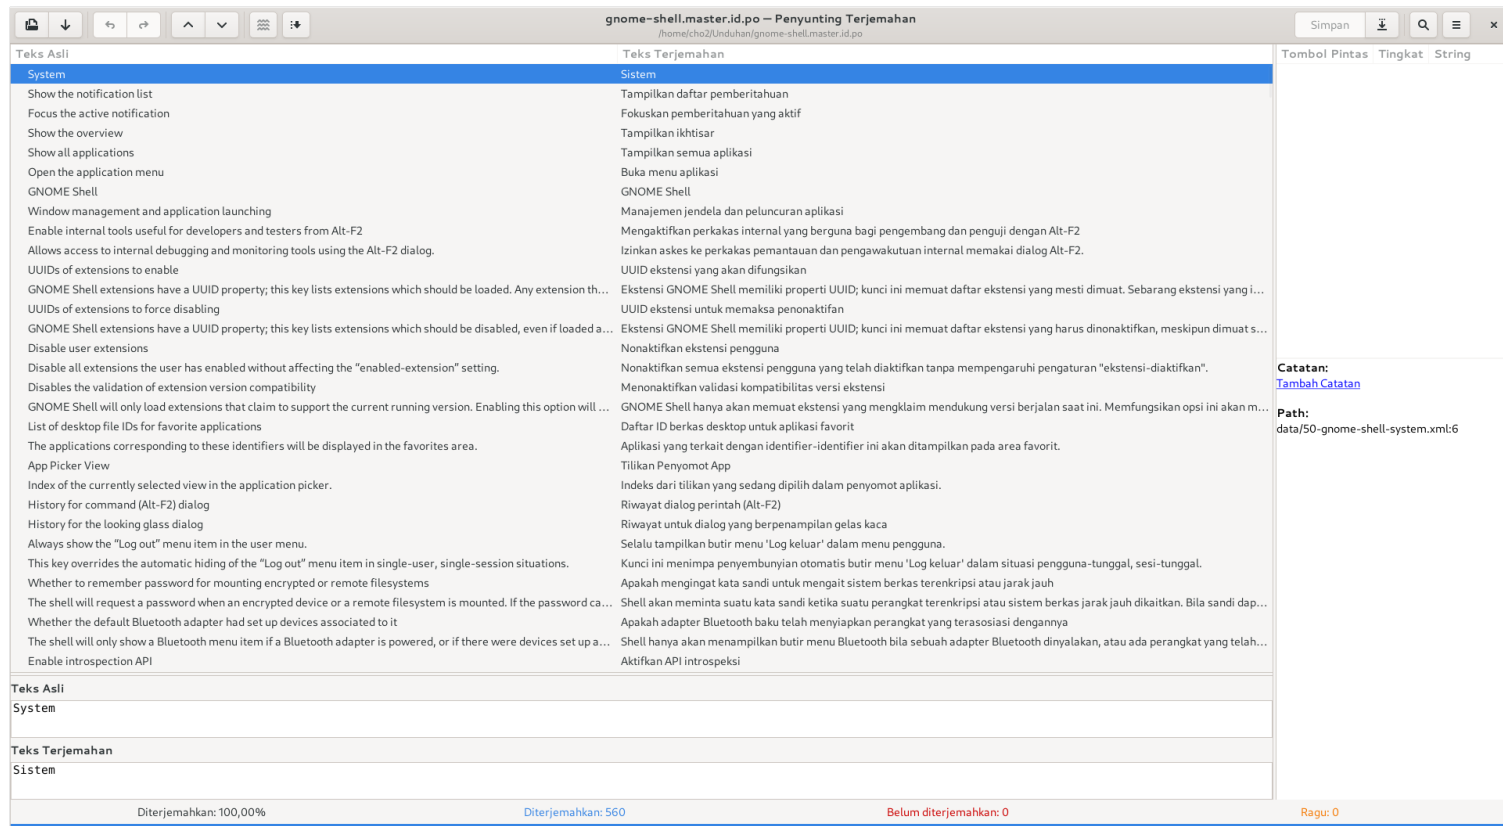 gnome-shell.master.id.po — Penyunting Terjemahan
/home/cho2/Unduhan/gnome-shell.master.id.po
Simpan
Teks Asli Teks Terjemahan Tombol Pintas Tingkat String
System Sistem
Show the notification list Tampilkan daftar pemberitahuan
Focus the active notification Fokuskan pemberitahuan yang aktif
Show the overview Tampilkan ikhtisar
Show all applications Tampilkan semua aplikasi
Open the application menu Buka menu aplikasi
GNOME Shell GNOME Shell
Window management and application launching Manajemen jendela dan peluncuran aplikasi
Enable internal tools useful for developers and testers from Alt-F2 Mengaktifkan perkakas internal yang berguna bagi pengembang dan penguji dengan Alt-F2
Allows access to internal debugging and monitoring tools using the Alt-F2 dialog. Izinkan askes ke perkakas pemantauan dan pengawakutuan internal memakai dialog Alt-F2.
UUIDs of extensions to enable UUID ekstensi yang akan difungsikan
GNOME Shell extensions have a UUID property; this key lists extensions which should be loaded. Any extension th... Ekstensi GNOME Shell memiliki properti UUID; kunci ini memuat daftar ekstensi yang mesti dimuat. Sebarang ekstensi yang i...
UUIDs of extensions to force disabling UUID ekstensi untuk memaksa penonaktifan
GNOME Shell extensions have a UUID property; this key lists extensions which should be disabled, even if loaded a... Ekstensi GNOME Shell memiliki properti UUID; kunci ini memuat daftar ekstensi yang harus dinonaktifkan, meskipun dimuat s...
Disable user extensions Nonaktifkan ekstensi pengguna
Disable all extensions the user has enabled without affecting the “enabled-extension” setting. Nonaktifkan semua ekstensi pengguna yang telah diaktifkan tanpa mempengaruhi pengaturan "ekstensi-diaktifkan".
Disables the validation of extension version compatibility Menonaktifkan validasi kompatibilitas versi ekstensi
GNOME Shell will only load extensions that claim to support the current running version. Enabling this option will ... GNOME Shell hanya akan memuat ekstensi yang mengklaim mendukung versi berjalan saat ini. Memfungsikan opsi ini akan m...
List of desktop file IDs for favorite applications Daftar ID berkas desktop untuk aplikasi favorit
The applications corresponding to these identifiers will be displayed in the favorites area. Aplikasi yang terkait dengan identifier-identifier ini akan ditampilkan pada area favorit.
App Picker View Tilikan Penyomot App
Index of the currently selected view in the application picker. Indeks dari tilikan yang sedang dipilih dalam penyomot aplikasi.
History for command (Alt-F2) dialog Riwayat dialog perintah (Alt-F2)
History for the looking glass dialog Riwayat untuk dialog yang berpenampilan gelas kaca
Always show the “Log out” menu item in the user menu. Selalu tampilkan butir menu 'Log keluar' dalam menu pengguna.
This key overrides the automatic hiding of the “Log out” menu item in single-user, single-session situations. Kunci ini menimpa penyembunyian otomatis butir menu 'Log keluar' dalam situasi pengguna-tunggal, sesi-tunggal.
Whether to remember password for mounting encrypted or remote filesystems Apakah mengingat kata sandi untuk mengait sistem berkas terenkripsi atau jarak jauh
The shell will request a password when an encrypted device or a remote filesystem is mounted. If the password ca... Shell akan meminta suatu kata sandi ketika suatu perangkat terenkripsi atau sistem berkas jarak jauh dikaitkan. Bila sandi dap...
Whether the default Bluetooth adapter had set up devices associated to it Apakah adapter Bluetooth baku telah menyiapkan perangkat yang terasosiasi dengannya
The shell will only show a Bluetooth menu item if a Bluetooth adapter is powered, or if there were devices set up a... Shell hanya akan menampilkan butir menu Bluetooth bila sebuah adapter Bluetooth dinyalakan, atau ada perangkat yang telah...
Enable introspection API Aktifkan API introspeksi
Teks Asli
System
Teks Terjemahan
Sistem
Catatan:
Tambah Catatan
Path:
data/50-gnome-shell-system.xml:6
Diterjemahkan: 100,00% Diterjemahkan: 560 Belum diterjemahkan: 0 Ragu: 0